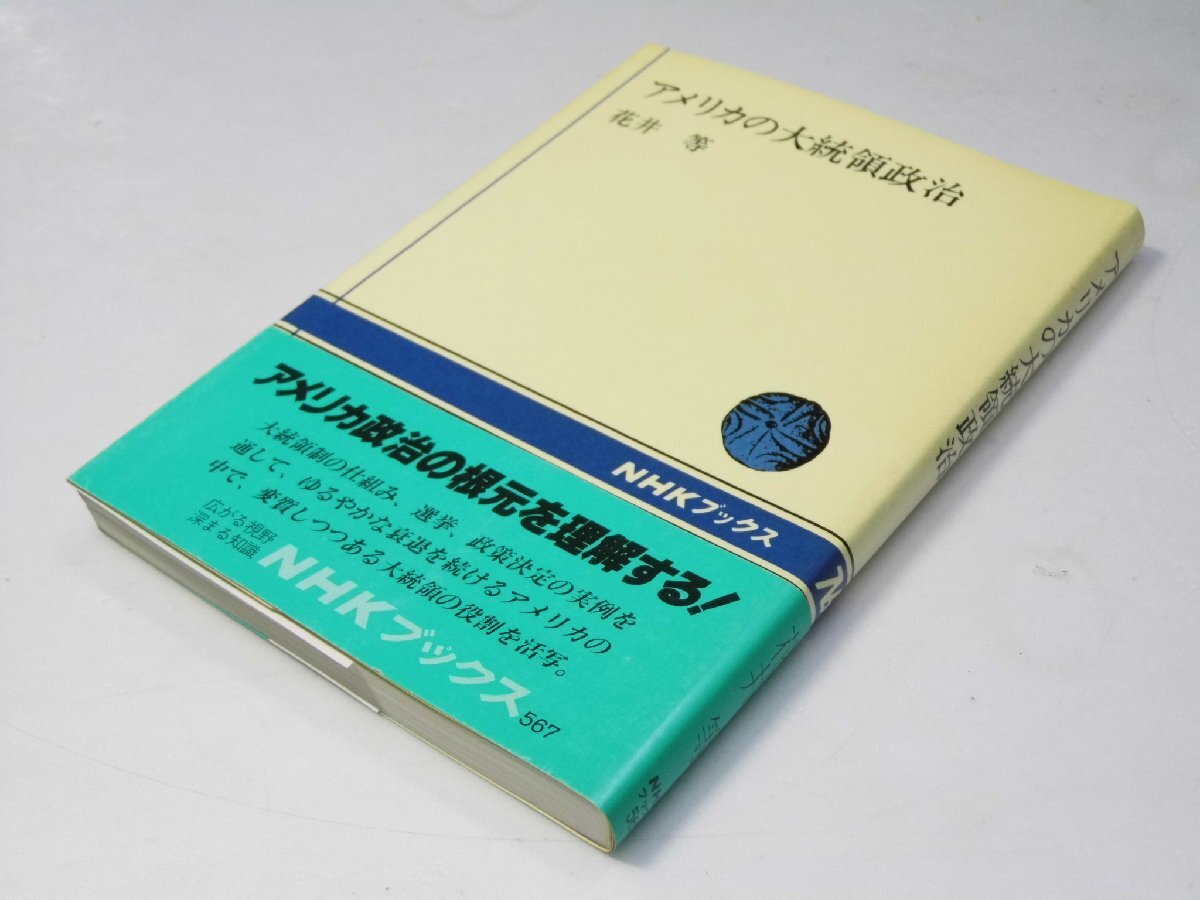 アメリカの大統領政治
花井 等
NHKブックス
アメリカ政治の根元を理解する!
大統領制の仕組み、選挙、政策決定の実例を
通して、ゆるやかな衰退を続けるアメリカの
中で、変質しつつある大統領の役割を活写。
広がる視野
深まる知識
NHKブックス
567
アメリカの大統領政治